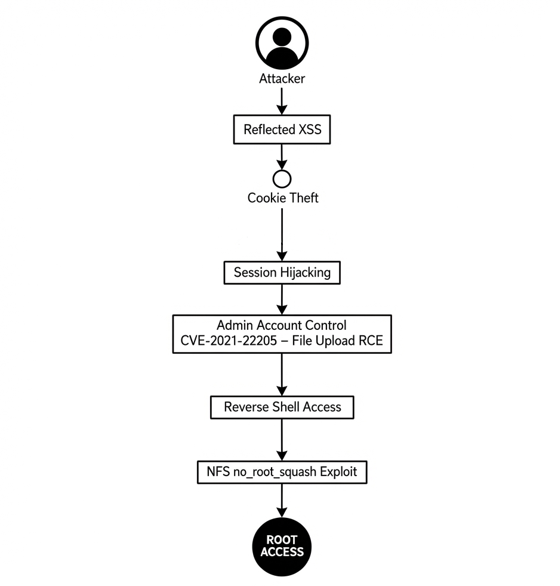 Attacker
Reflected XSS
Cookie Theft
Session Hijacking
Admin Account Control
CVE-2021-22205 – File Upload RCE
Reverse Shell Access
NFS no_root_squash Exploit
ROOT
ACCESS